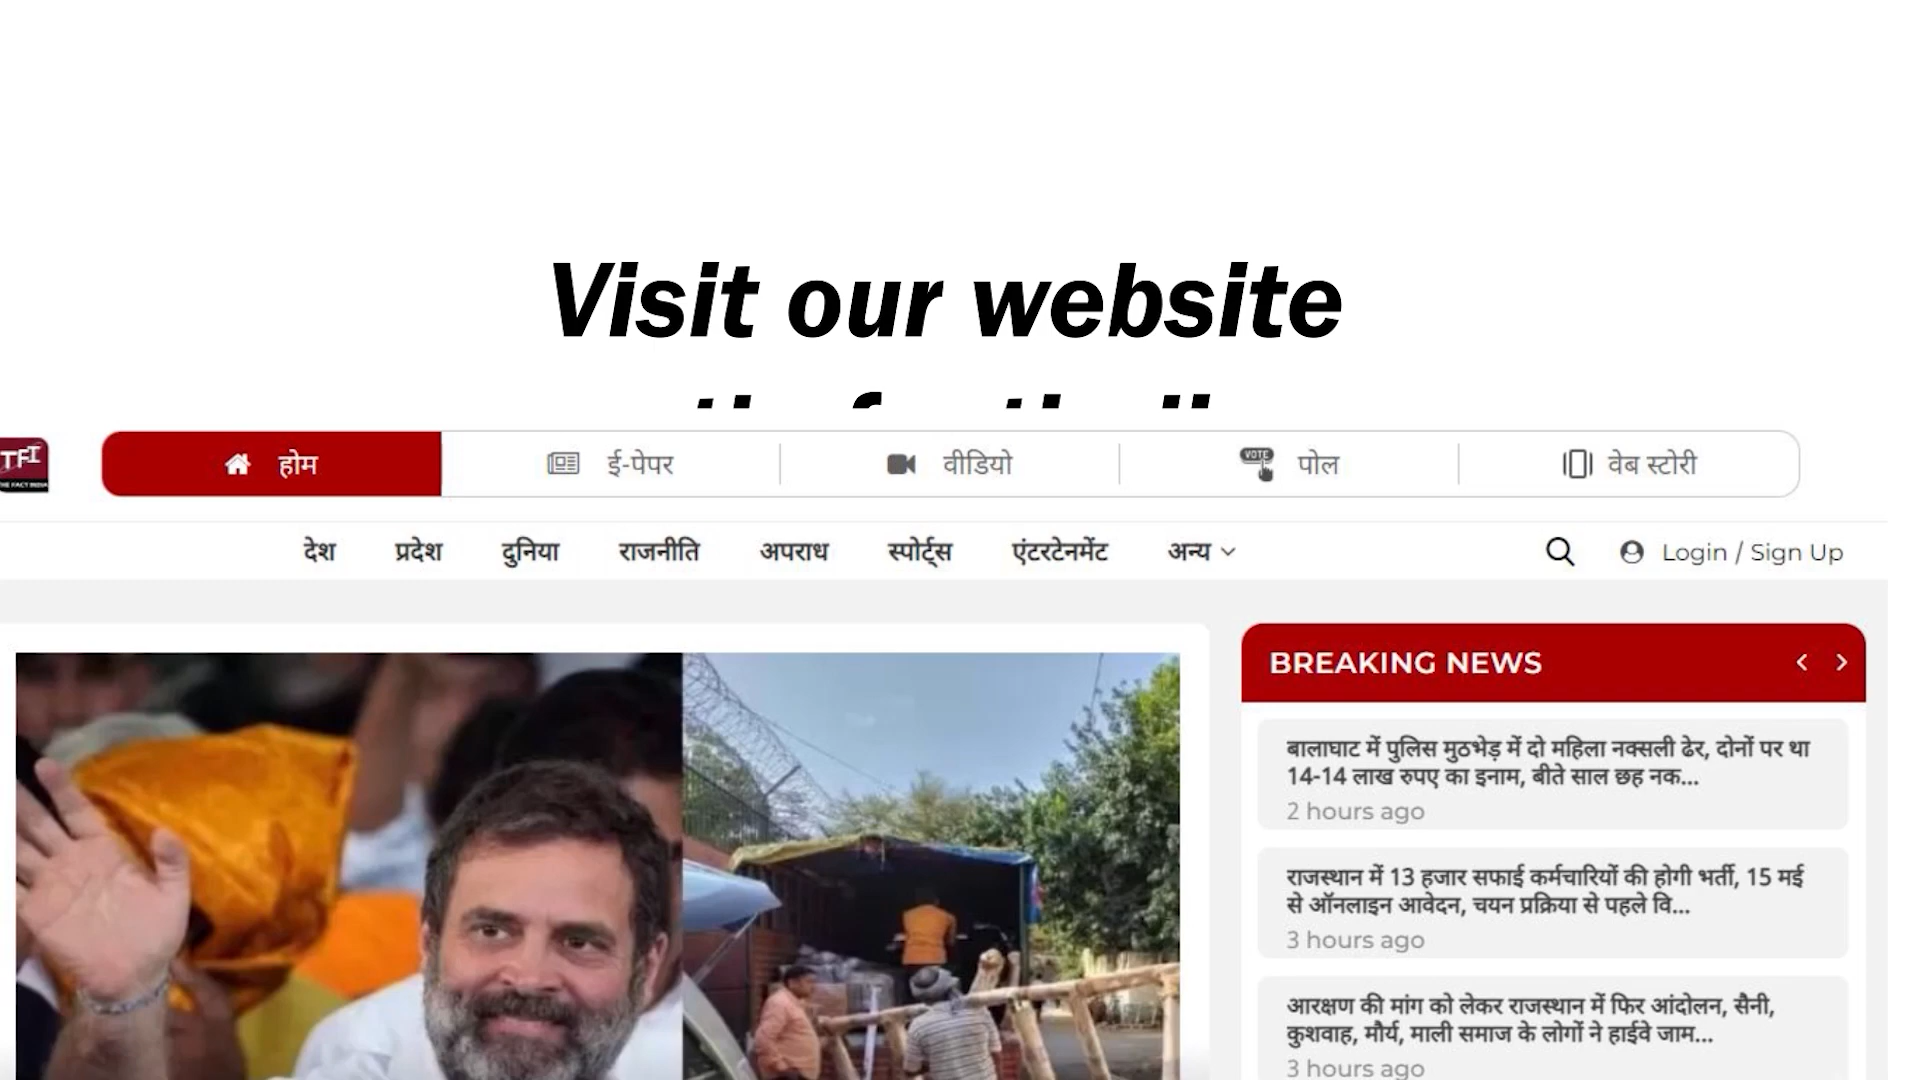 Visit our website
TFI
THE FACT INDIA
होम
ई-पेपर
वीडियो
VOTE
पोल
वेब स्टोरी
देश
प्रदेश
दुनिया
राजनीति
अपराध
स्पोर्ट्स
एंटरटेनमेंट
अन्य
Login / Sign Up
BREAKING NEWS
बालाघाट में पुलिस मुठभेड़ में दो महिला नक्सली ढेर, दोनों पर था
14-14 लाख रुपए का इनाम, बीते साल छह नक...
2 hours ago
राजस्थान में 13 हजार सफाई कर्मचारियों की होगी भर्ती, 15 मई
से ऑनलाइन आवेदन, चयन प्रक्रिया से पहले वि...
3 hours ago
आरक्षण की मांग को लेकर राजस्थान में फिर आंदोलन, सैनी,
कुशवाह, मौर्य, माली समाज के लोगों ने हाईवे जाम...
3 hours ago